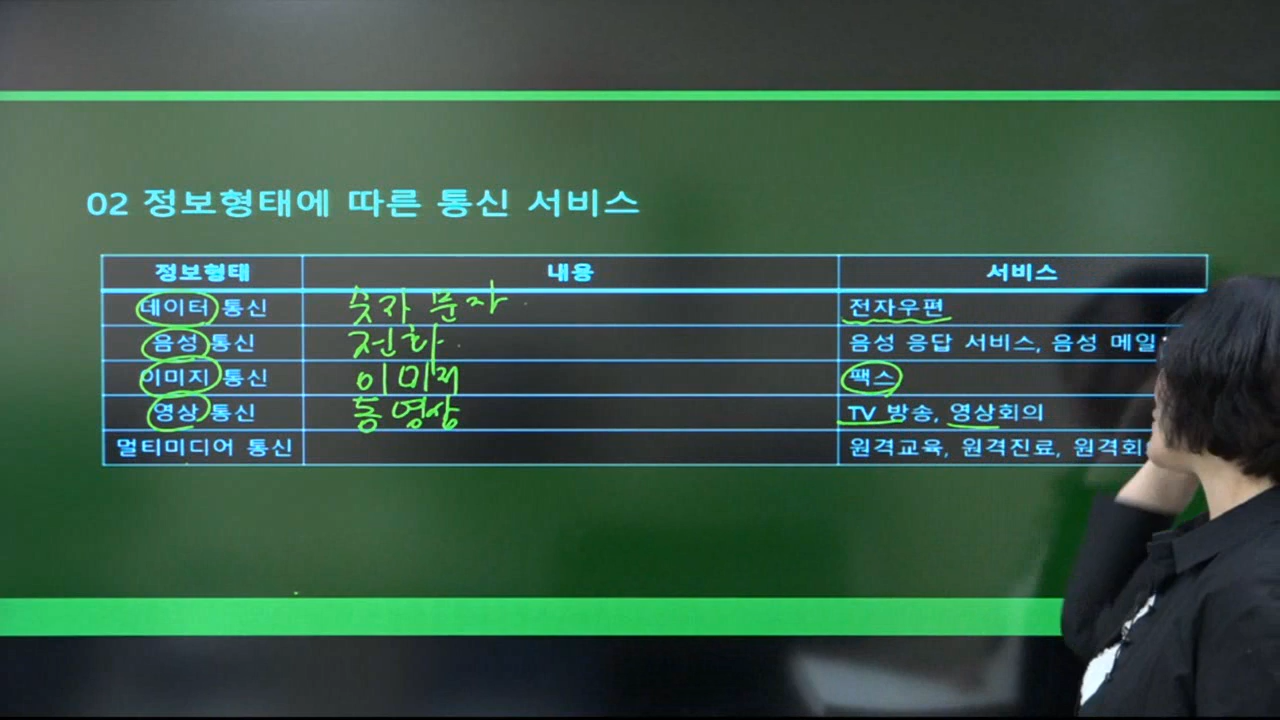 02 정보형태에 따른 통신 서비스
정보형태 내용 서비스
데이터 통신 숫자 문자 전자우편
음성 통신 전화 음성 응답 서비스, 음성 메일
이미지 통신 이미지 팩스
영상 통신 동영상 TV 방송, 영상회의
멀티미디어 통신 원격교육, 원격진료,